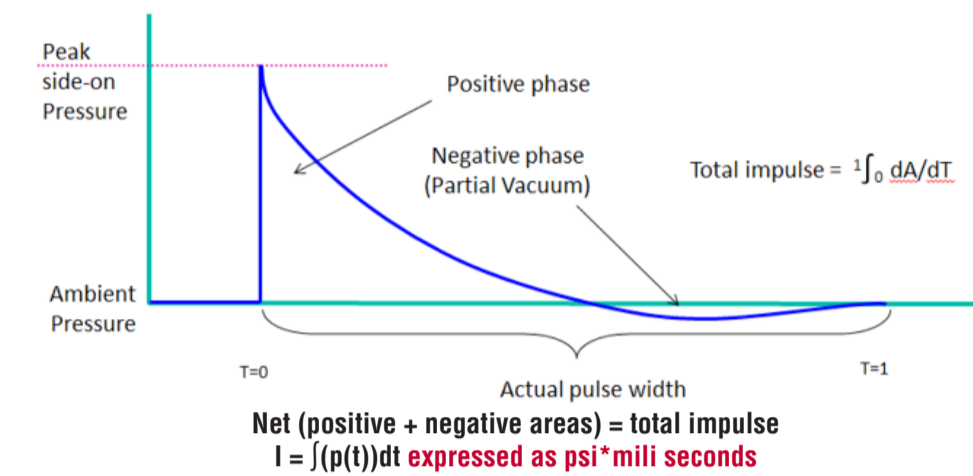 Peak
side-on
Pressure
Positive phase
Negative phase
(Partial Vacuum)
Total impulse = ¹∫₀ dA/dT
Ambient
Pressure
T=0
T=1
Actual pulse width
Net (positive + negative areas) = total impulse
I = ∫(p(t))dt expressed as psi*mili seconds